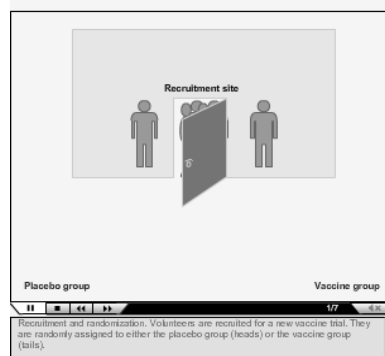 Recruitment site
Placebo group Vaccine group
1/7 4X
Recruitment and randomization. Volunteers are recruited for a new vaccine trial. They
are randomly assigned to either the placebo group (heads) or the vaccine group
(tails).